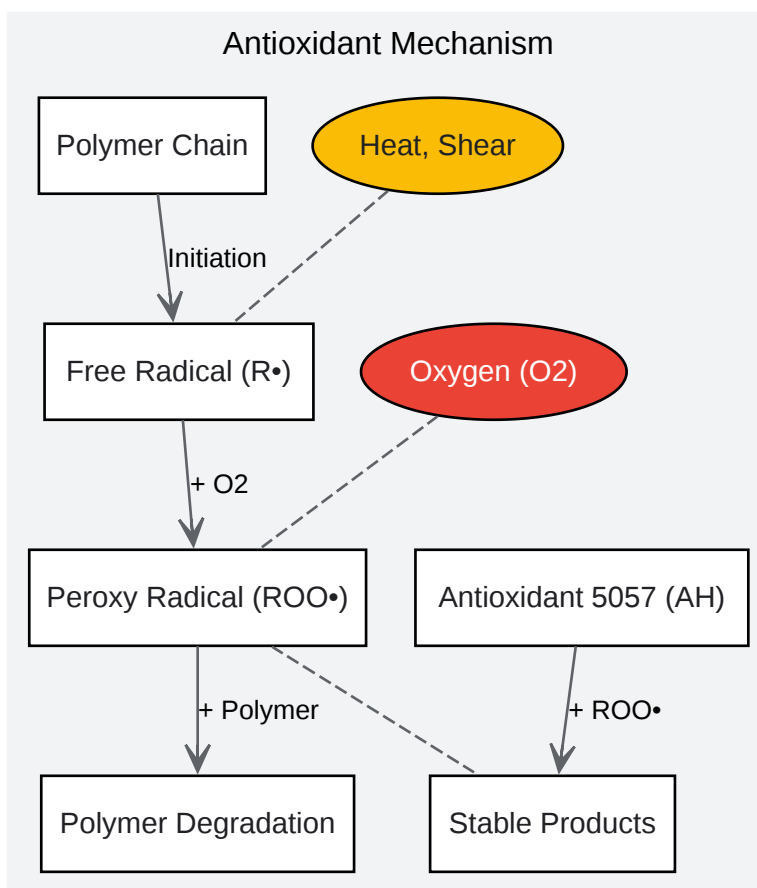 Antioxidant Mechanism
Polymer Chain
Heat, Shear
Initiation
Free Radical (R•)
Oxygen (O2)
+ O2
Peroxy Radical (ROO•)
Antioxidant 5057 (AH)
+ Polymer
+ ROO•
Polymer Degradation
Stable Products